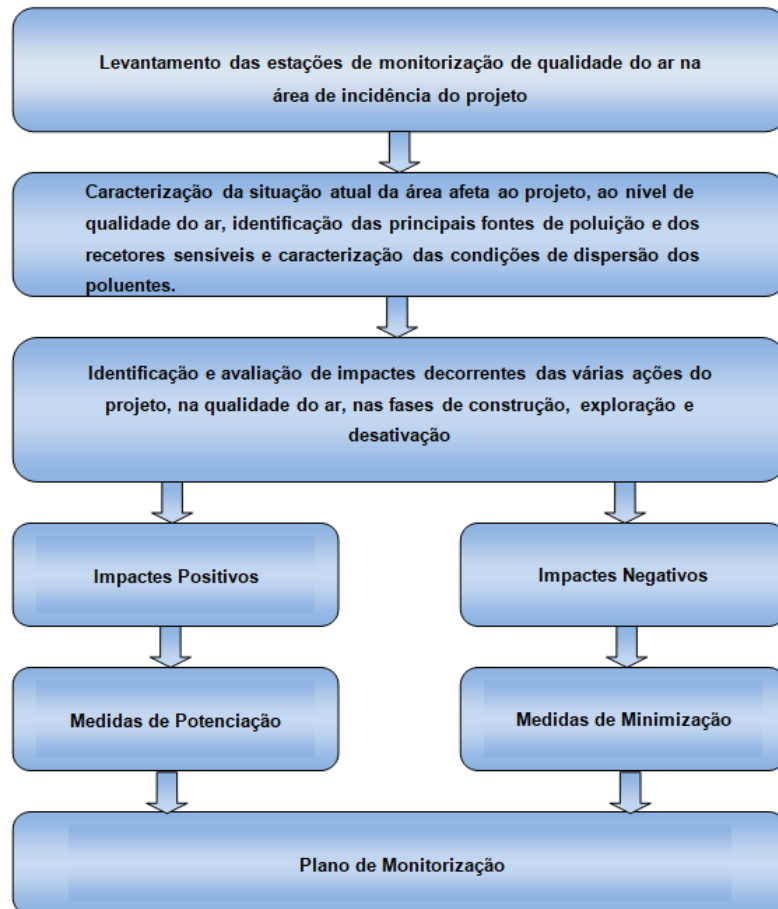 Levantamento das estações de monitorização de qualidade do ar na
área de incidência do projeto
Caracterização da situação atual da área afeta ao projeto, ao nível de
qualidade do ar, identificação das principais fontes de poluição e dos
recetores sensíveis e caracterização das condições de dispersão dos
poluentes.
Identificação e avaliação de impactes decorrentes das várias ações do
projeto, na qualidade do ar, nas fases de construção, exploração e
desativação
Impactes Positivos
Impactes Negativos
Medidas de Potenciação
Medidas de Minimização
Plano de Monitorização